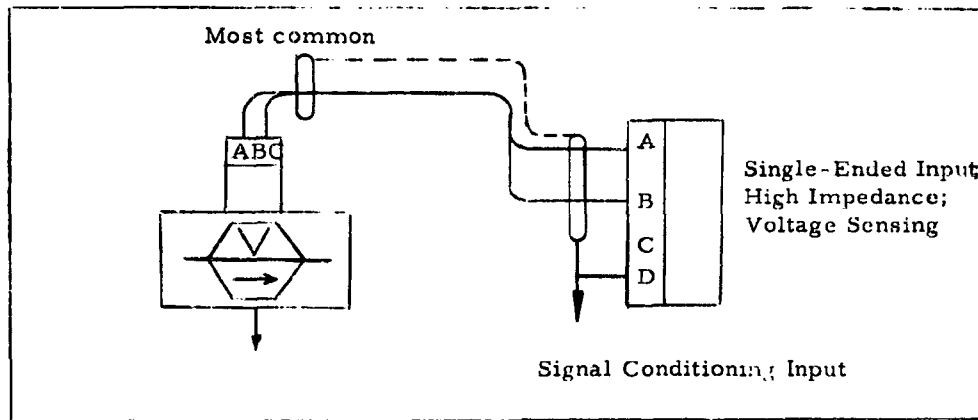 Most common
ABC
A
B
C
D
Single-Ended Input;
High Impedance;
Voltage Sensing
Signal Conditioning Input